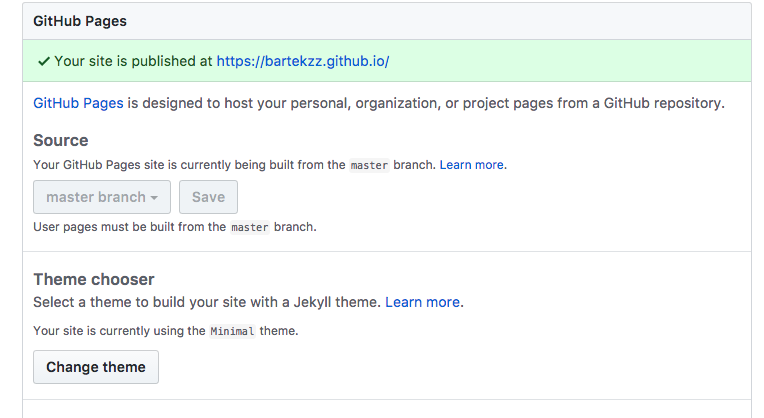 GitHub Pages
✓ Your site is published at https://bartekzz.github.io/
GitHub Pages is designed to host your personal, organization, or project pages from a GitHub repository.
Source
Your GitHub Pages site is currently being built from the master branch. Learn more.
master branch Save
User pages must be built from the master branch.
Theme chooser
Select a theme to build your site with a Jekyll theme. Learn more.
Your site is currently using the Minimal theme.
Change theme